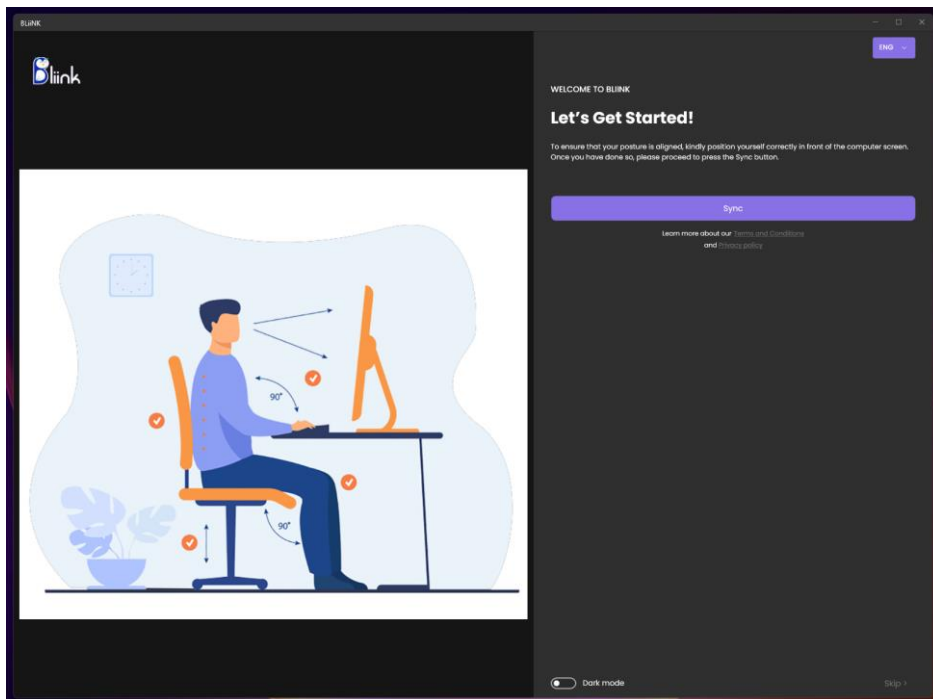 BLiiNK
Bliink
ENG
WELCOME TO BLIINK
Let's Get Started!
To ensure that your posture is aligned, kindly position yourself correctly in front of the computer screen.
Once you have done so, please proceed to press the Sync button.
Sync
Learn more about our Terms and Conditions
and Privacy policy
90°
90°
Dark mode
Skip >